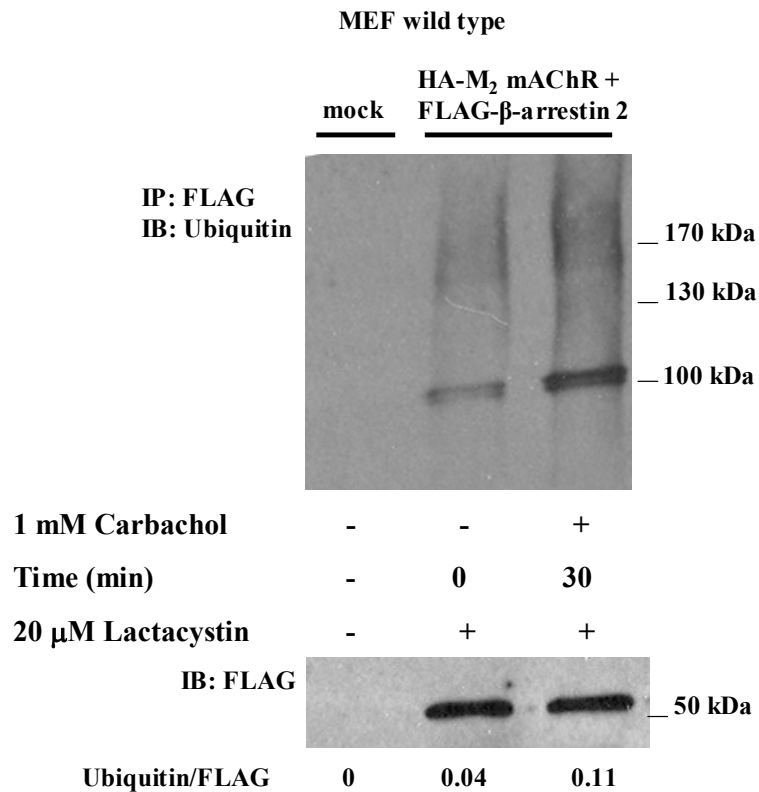 MEF wild type
HA-M₂ mAChR +
mock FLAG-β-arrestin 2
IP: FLAG
IB: Ubiquitin
170 kDa
130 kDa
100 kDa
1 mM Carbachol - - +
Time (min) - 0 30
20 μM Lactacystin - + +
IB: FLAG
50 kDa
Ubiquitin/FLAG 0 0.04 0.11